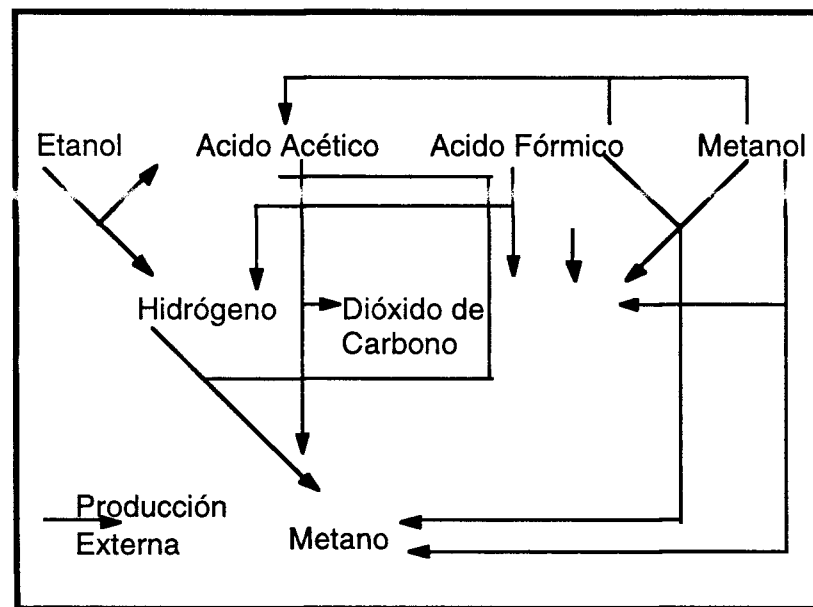 Etanol Acido Acético Acido Fórmico Metanol
Hidrógeno Dióxido de
Carbono
Producción
Externa
Metano